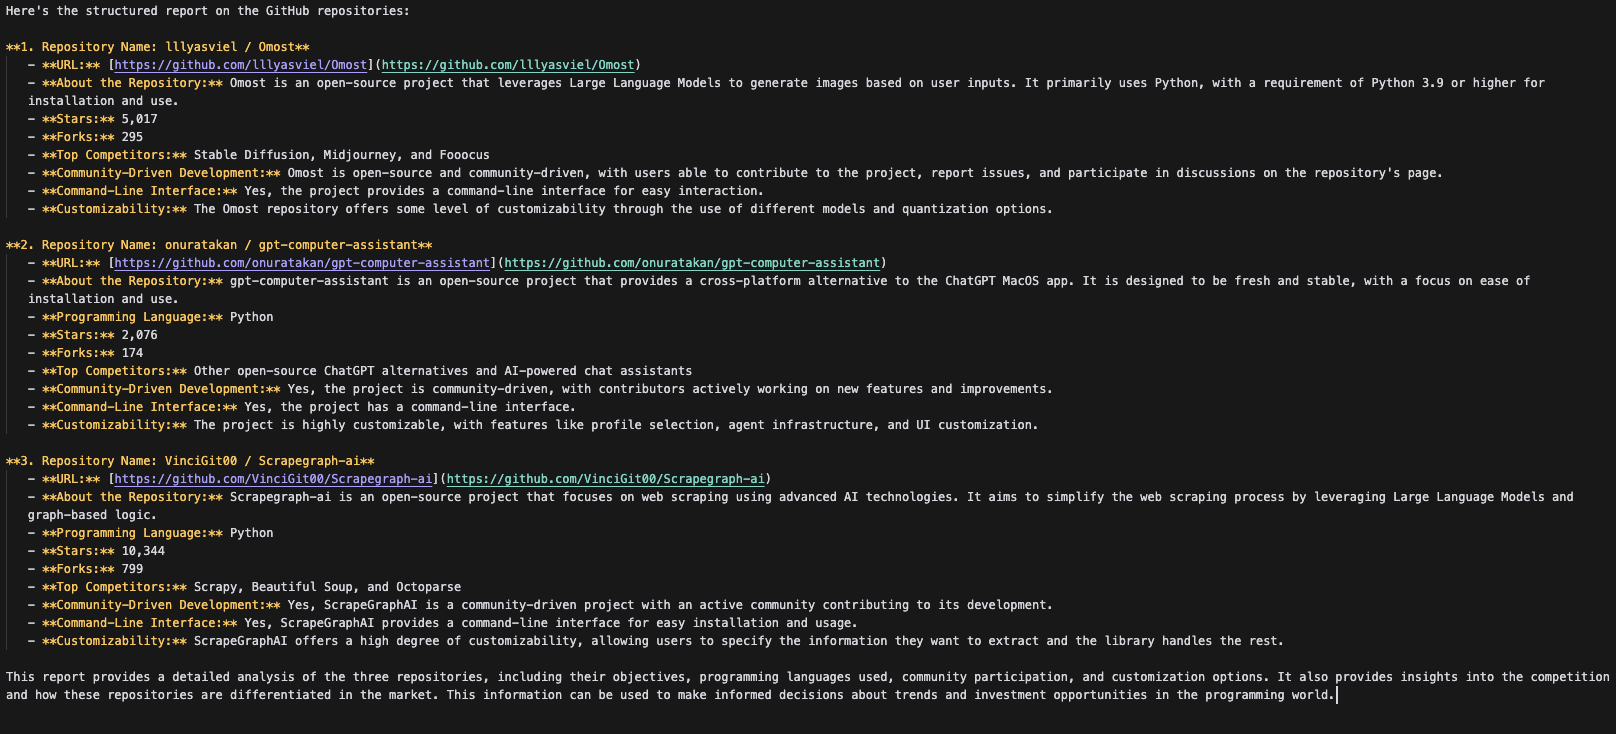 Here's the structured report on the GitHub repositories:
**1. Repository Name: lllyasviel / Omost**
- **URL:** [https://github.com/lllyasviel/Omost](https://github.com/lllyasviel/Omost)
- **About the Repository:** Omost is an open-source project that leverages Large Language Models to generate images based on user inputs. It primarily uses Python, with a requirement of Python 3.9 or higher for
installation and use.
- **Stars:** 5,017
- **Forks:** 295
- **Top Competitors:** Stable Diffusion, Midjourney, and Fooocus
- **Community-Driven Development:** Omost is open-source and community-driven, with users able to contribute to the project, report issues, and participate in discussions on the repository's page.
- **Command-Line Interface:** Yes, the project provides a command-line interface for easy interaction.
- **Customizability:** The Omost repository offers some level of customizability through the use of different models and quantization options.
**2. Repository Name: onuratakan / gpt-computer-assistant**
- **URL:** [https://github.com/onuratakan/gpt-computer-assistant](https://github.com/onuratakan/gpt-computer-assistant)
- **About the Repository:** gpt-computer-assistant is an open-source project that provides a cross-platform alternative to the ChatGPT MacOS app. It is designed to be fresh and stable, with a focus on ease of
installation and use.
- **Programming Language:** Python
- **Stars:** 2,076
- **Forks:** 174
- **Top Competitors:** Other open-source ChatGPT alternatives and AI-powered chat assistants
- **Community-Driven Development:** Yes, the project is community-driven, with contributors actively working on new features and improvements.
- **Command-Line Interface:** Yes, the project has a command-line interface.
- **Customizability:** The project is highly customizable, with features like profile selection, agent infrastructure, and UI customization.
**3. Repository Name: VinciGit00 / Scrapegraph-ai**
- **URL:** [https://github.com/VinciGit00/Scrapegraph-ai](https://github.com/VinciGit00/Scrapegraph-ai)
- **About the Repository:** Scrapegraph-ai is an open-source project that focuses on web scraping using advanced AI technologies. It aims to simplify the web scraping process by leveraging Large Language Models and
graph-based logic.
- **Programming Language:** Python
- **Stars:** 10,344
- **Forks:** 799
- **Top Competitors:** Scrapy, Beautiful Soup, and Octoparse
- **Community-Driven Development:** Yes, ScrapeGraphAI is a community-driven project with an active community contributing to its development.
- **Command-Line Interface:** Yes, ScrapeGraphAI provides a command-line interface for easy installation and usage.
- **Customizability:** ScrapeGraphAI offers a high degree of customizability, allowing users to specify the information they want to extract and the library handles the rest.
This report provides a detailed analysis of the three repositories, including their objectives, programming languages used, community participation, and customization options. It also provides insights into the competition
and how these repositories are differentiated in the market. This information can be used to make informed decisions about trends and investment opportunities in the programming world.